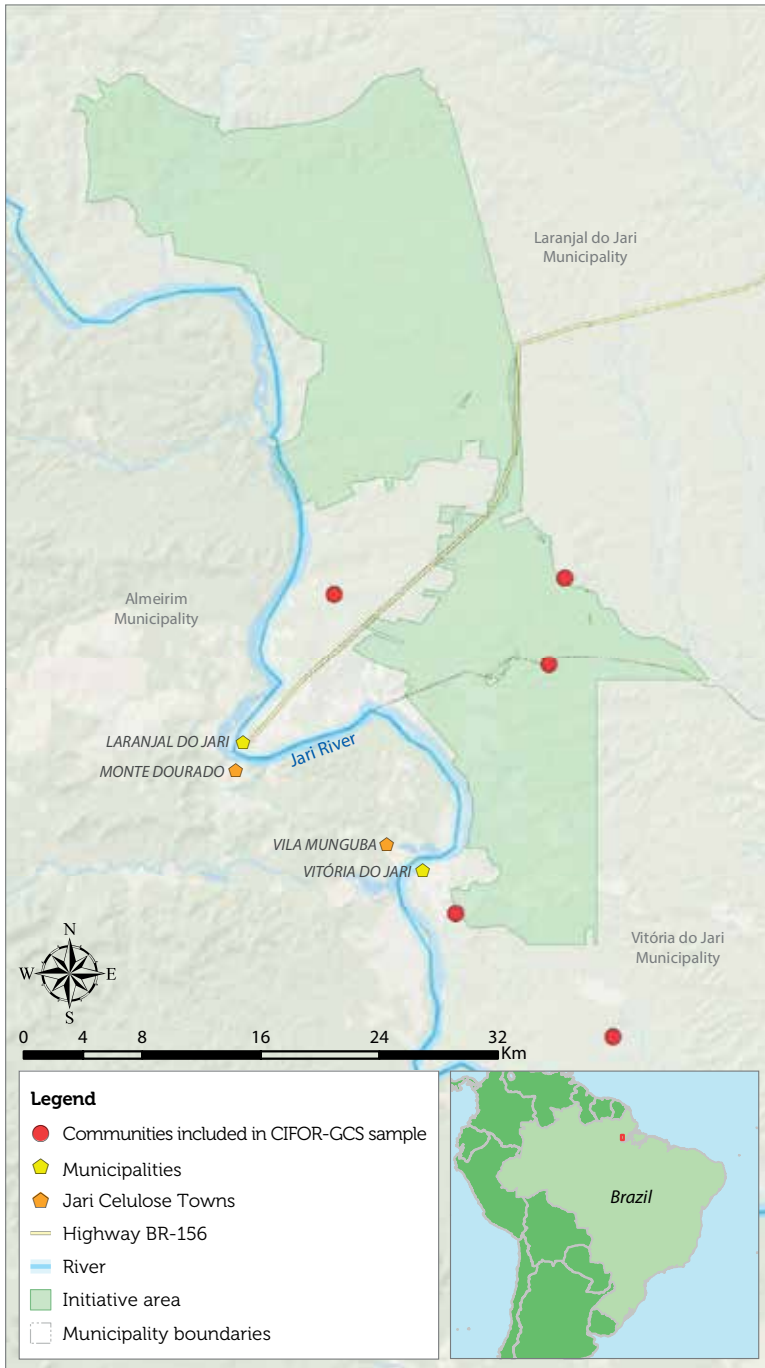 Laranjal do Jari
Municipality
Almeirim
Municipality
LARANJAL DO JARI
Jari River
MONTE DOURADO
VILA MUNGUBA
VITÓRIA DO JARI
Vitória do Jari
Municipality
N
W E
S
0 4 8 16 24 32
Km
Legend
Communities included in CIFOR-GCS sample
Municipalities
Jari Celulose Towns
Highway BR-156
River
Initiative area
Municipality boundaries
Brazil